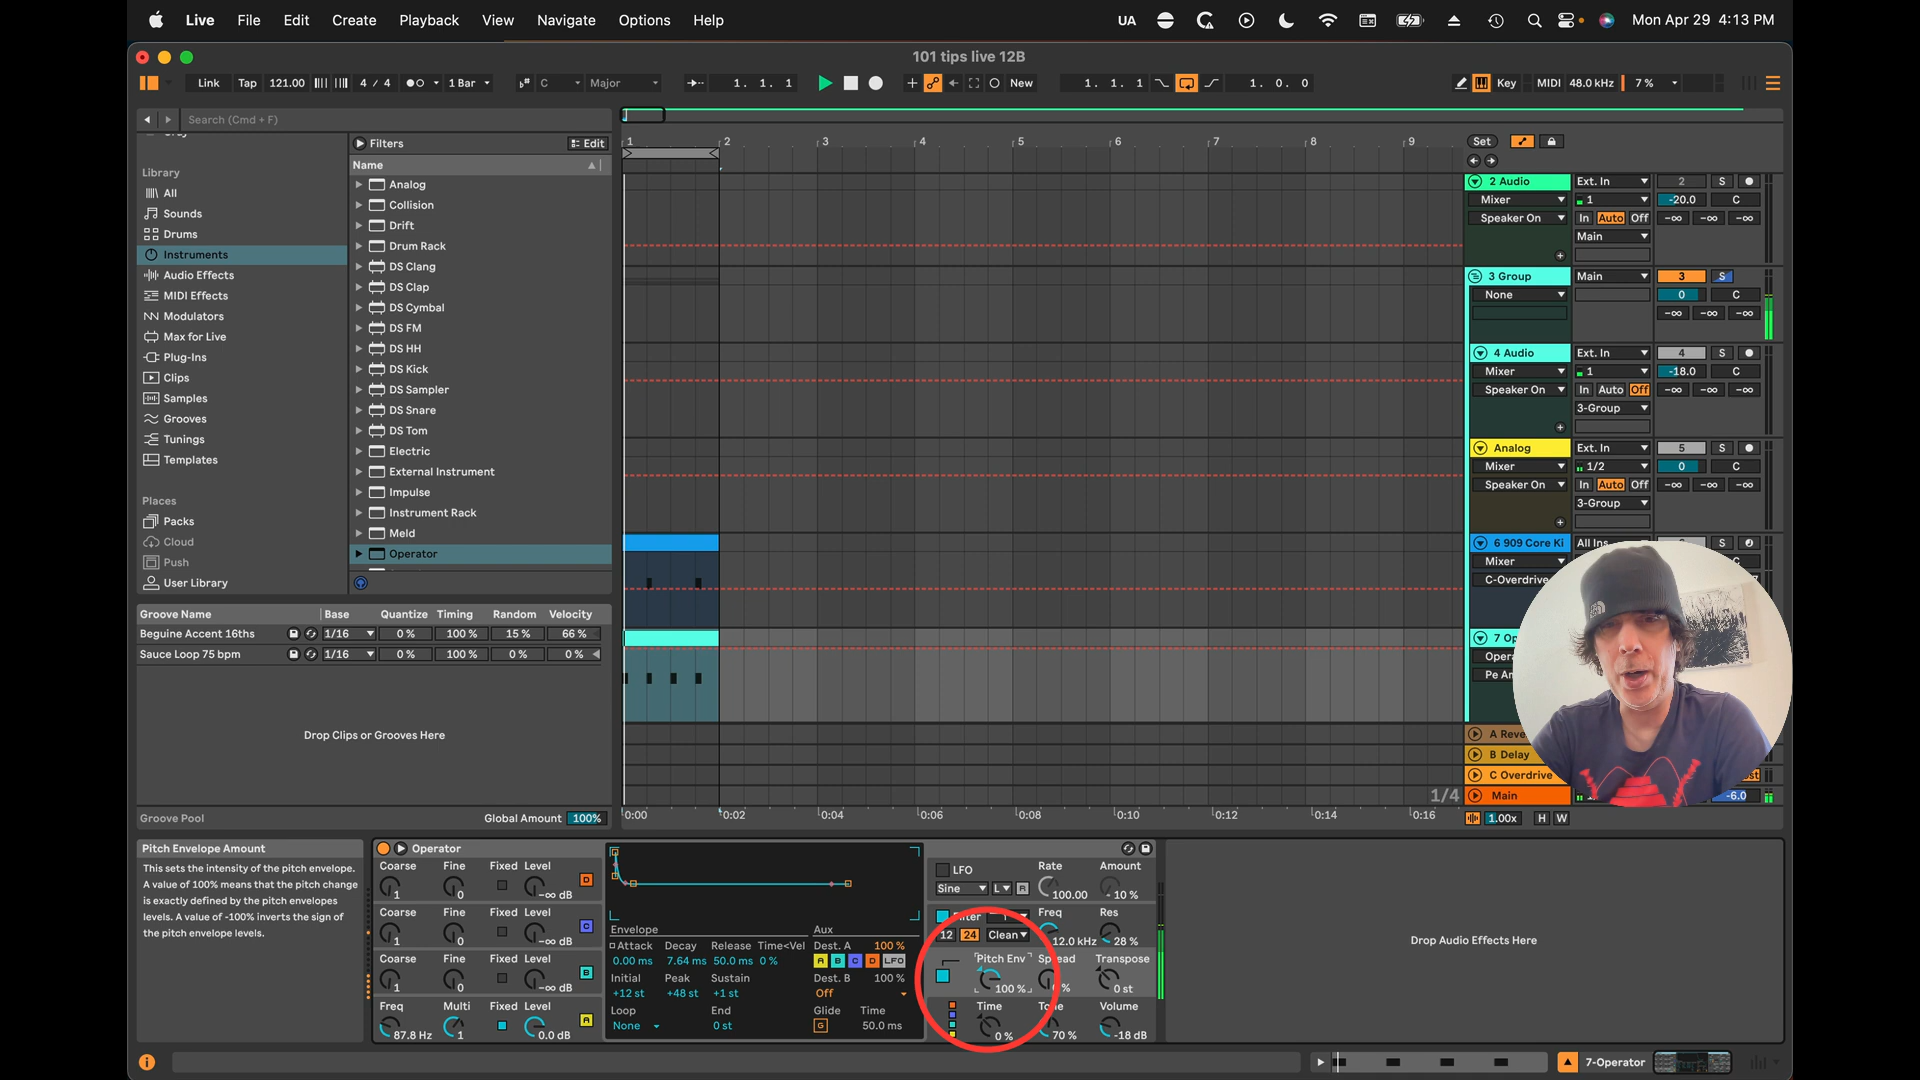 Live File Edit Create Playback View Navigate Options Help
UA Mon Apr 29 4:13 PM
101 tips live 12B
Link Tap 121.00 4 / 4 1 Bar C Major 1. 1. 1 New 1. 1. 1 1. 0. 0 Key MIDI 48.0 kHz 7 %
Search (Cmd + F)
Library
All
Sounds
Drums
Instruments
Audio Effects
MIDI Effects
Modulators
Max for Live
Plug-Ins
Clips
Samples
Grooves
Tunings
Templates
Places
Packs
Cloud
Push
User Library
Filters Edit
Name
Analog
Collision
Drift
Drum Rack
DS Clang
DS Clap
DS Cymbal
DS FM
DS HH
DS Kick
DS Sampler
DS Snare
DS Tom
Electric
External Instrument
Impulse
Instrument Rack
Meld
Operator
Groove Name Base Quantize Timing Random Velocity
Beguine Accent 16ths 1/16 0 % 100 % 15 % 66 %
Sauce Loop 75 bpm 1/16 0 % 100 % 0 % 0 %
Drop Clips or Grooves Here
Groove Pool Global Amount 100%
1 2 3 4 5 6 7 8 9
1/4
0:00 0:02 0:04 0:06 0:08 0:10 0:12 0:14 0:16
Set
2 Audio Ext. In 2 S
Mixer 1 -20.0 C
Speaker On In Auto Off -∞ -∞ -∞
Main
3 Group Main 3 S
None 0 C
-∞ -∞ -∞
4 Audio Ext. In 4 S
Mixer 1 -18.0 C
Speaker On In Auto Off -∞ -∞ -∞
3-Group
Analog Ext. In 5 S
Mixer 1/2 0 C
Speaker On In Auto Off -∞ -∞ -∞
3-Group
6 909 Core Ki All Ins S
Mixer
C-Overdrive
7 Op
Opera
Pe Am
A Reve
B Delay
C Overdrive
Main -6.0
1.00x H W
Pitch Envelope Amount
This sets the intensity of the pitch envelope.
A value of 100% means that the pitch change
is exactly defined by the pitch envelopes
levels. A value of -100% inverts the sign of
the pitch envelope levels.
Operator
Coarse Fine Fixed Level
1 0 -∞ dB D
Coarse Fine Fixed Level
1 0 -∞ dB C
Coarse Fine Fixed Level
1 0 -∞ dB B
Freq Multi Fixed Level
87.8 Hz 1 0.0 dB A
Envelope Aux
Attack Decay Release Time<Vel Dest. A 100 %
0.00 ms 7.64 ms 50.0 ms 0 % A B C D LFO
Initial Peak Sustain Dest. B 100 %
+12 st +48 st +1 st Off
Loop End Glide Time
None 0 st G 50.0 ms
LFO Rate Amount
Sine L R 100.00 10 %
Filter Freq Res
12 24 Clean 12.0 kHz 28 %
Pitch Env Spread Transpose
100 % 0 st
Time Volume
0 % 70 % -18 dB
Drop Audio Effects Here
7-Operator